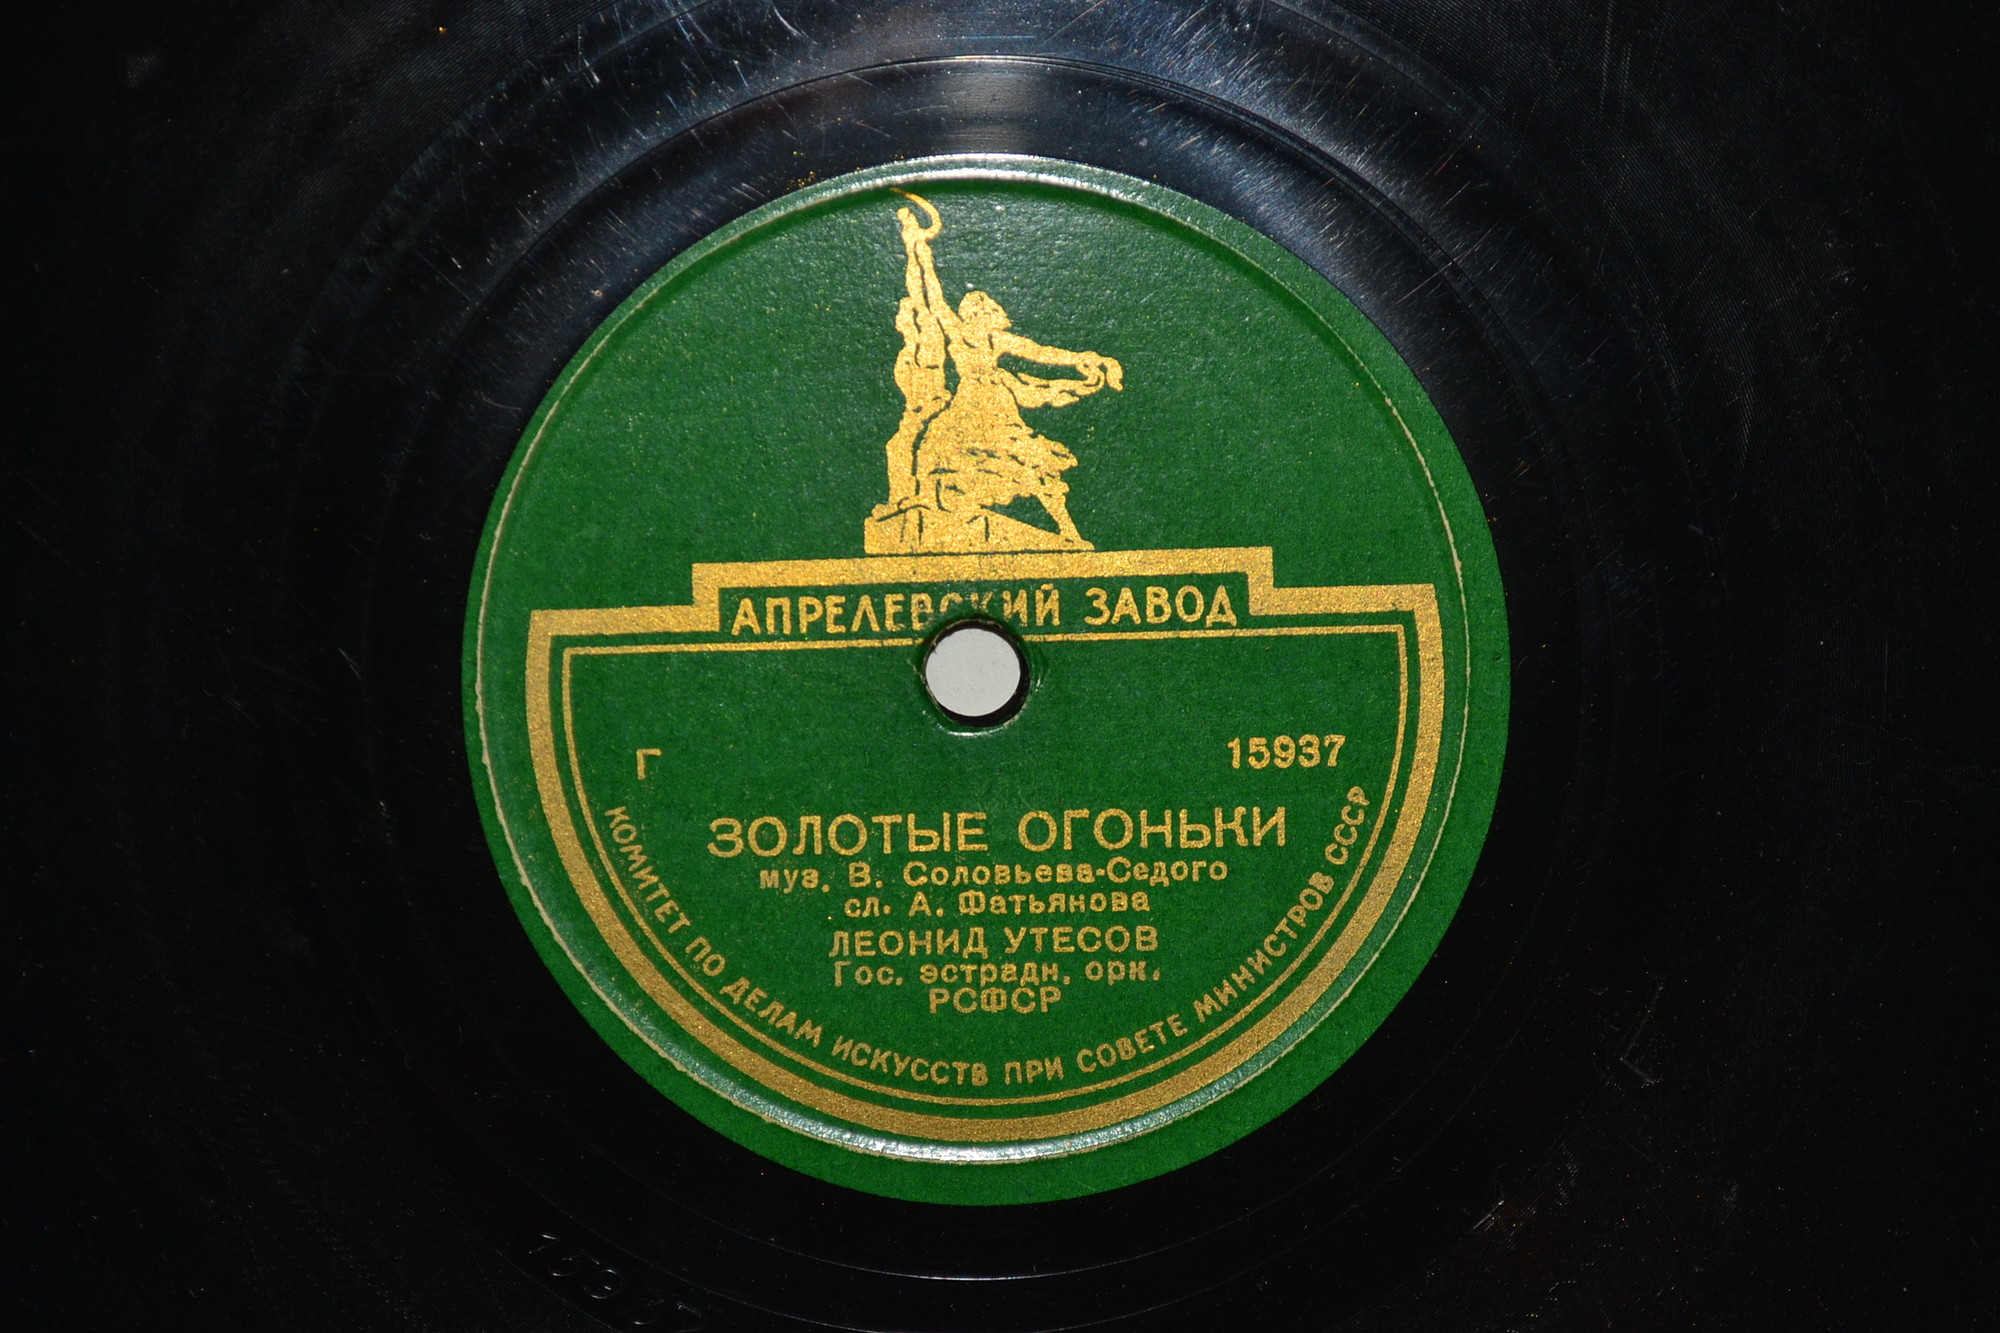 АПРЕЛЕВСКИЙ ЗАВОД
Г
15937
ЗОЛОТЫЕ ОГОНЬКИ
муз. В. Соловьева-Седого
сл. А. Фатьянова
ЛЕОНИД УТЕСОВ
Гос. эстрадн. орк.
РСФСР
КОМИТЕТ ПО ДЕЛАМ ИСКУССТВ ПРИ СОВЕТЕ МИНИСТРОВ СССР